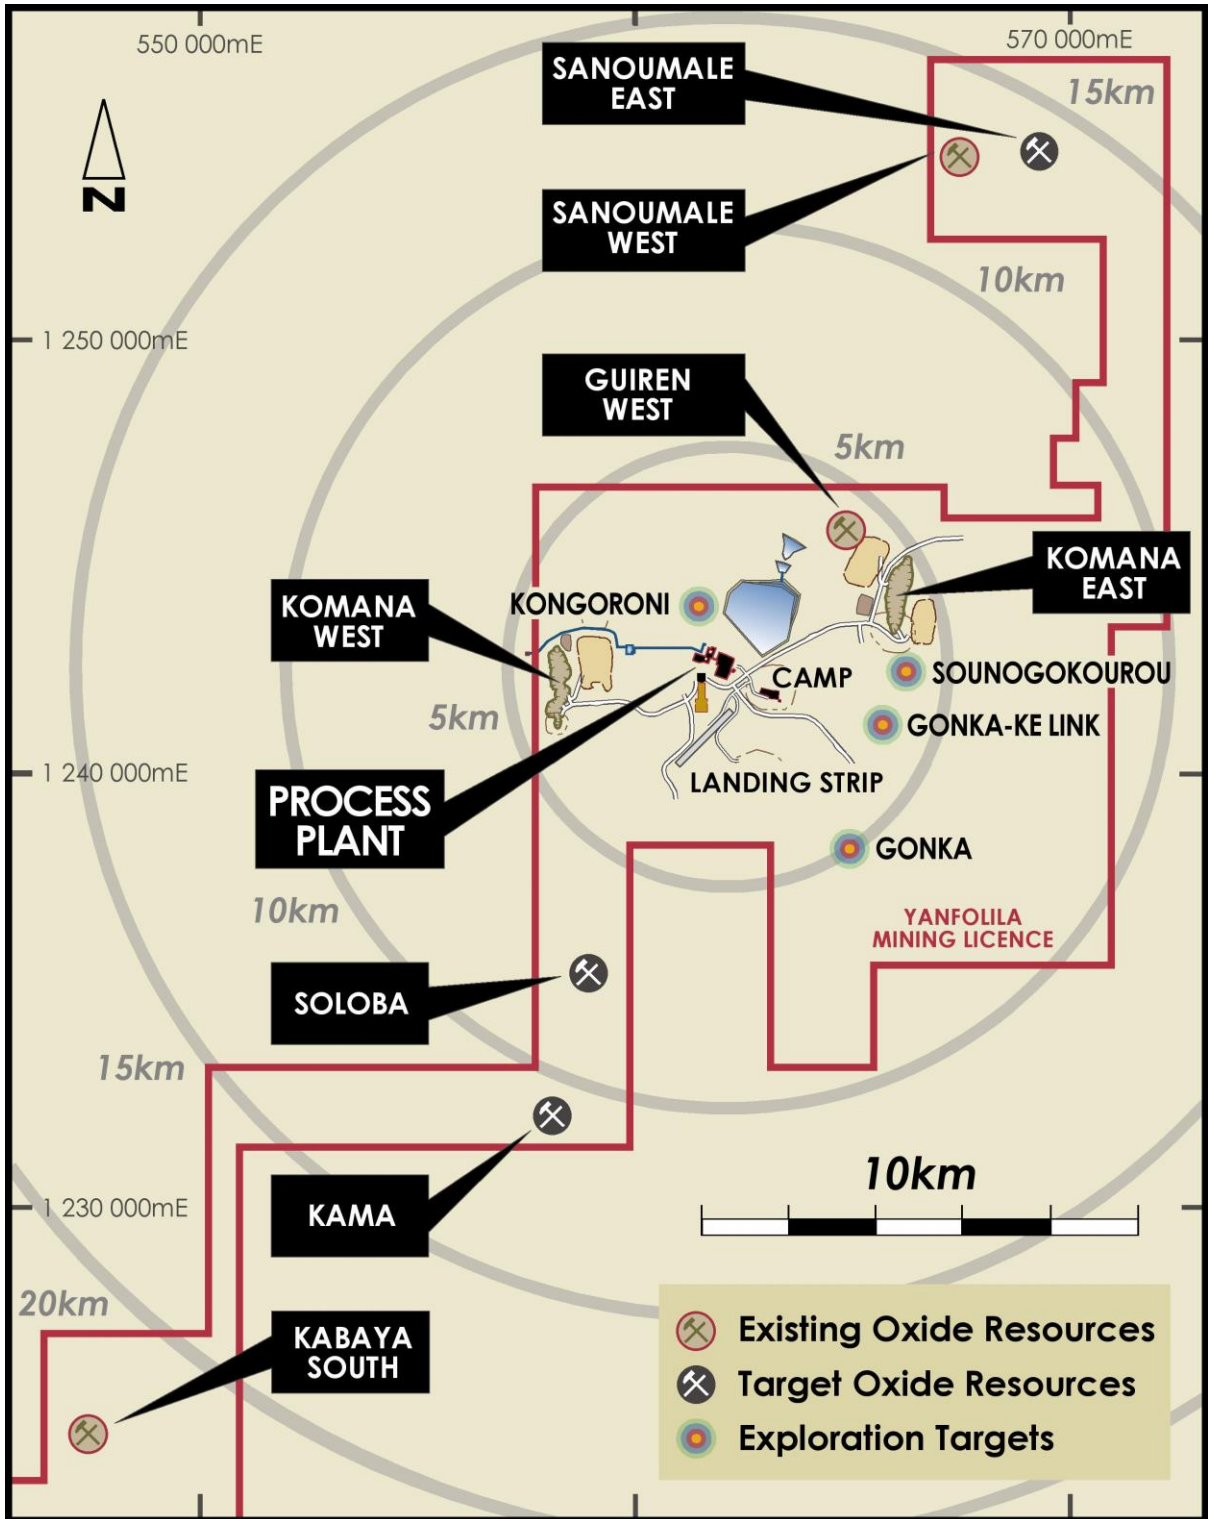 550 000mE
570 000mE
SANOUMALE
EAST
15km
N
SANOUMALE
WEST
10km
1 250 000mE
GUIREN
WEST
5km
KOMANA
EAST
KOMANA
WEST
KONGORONI
SOUNOGOKOUROU
CAMP
5km
GONKA-KE LINK
1 240 000mE
LANDING STRIP
PROCESS
PLANT
GONKA
10km
YANFOLILA
MINING LICENCE
SOLOBA
15km
10km
KAMA
1 230 000mE
20km
KABAYA
SOUTH
Existing Oxide Resources
Target Oxide Resources
Exploration Targets